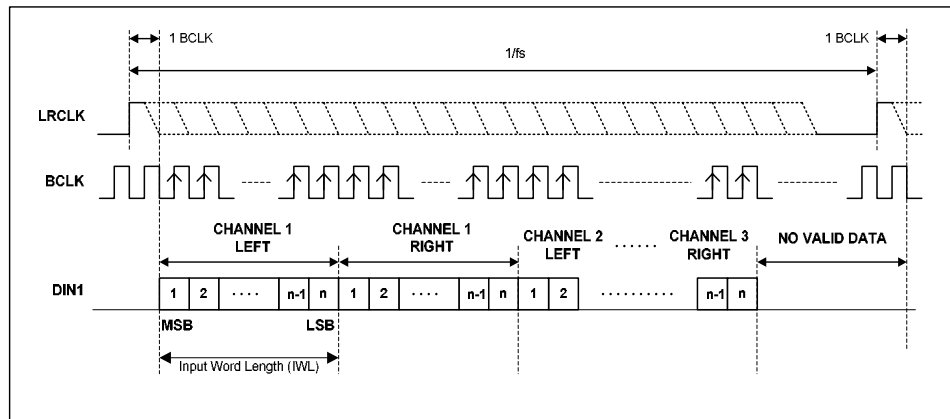 1 BCLK
1 BCLK
1/fs
LRCLK
BCLK
CHANNEL 1
LEFT
CHANNEL 1
RIGHT
CHANNEL 2
LEFT
......
CHANNEL 3
RIGHT
NO VALID DATA
DIN1
1 2 .... n-1 n 1 2 .... n-1 n 1 2 .......... n-1 n
MSB
LSB
Input Word Length (IWL)